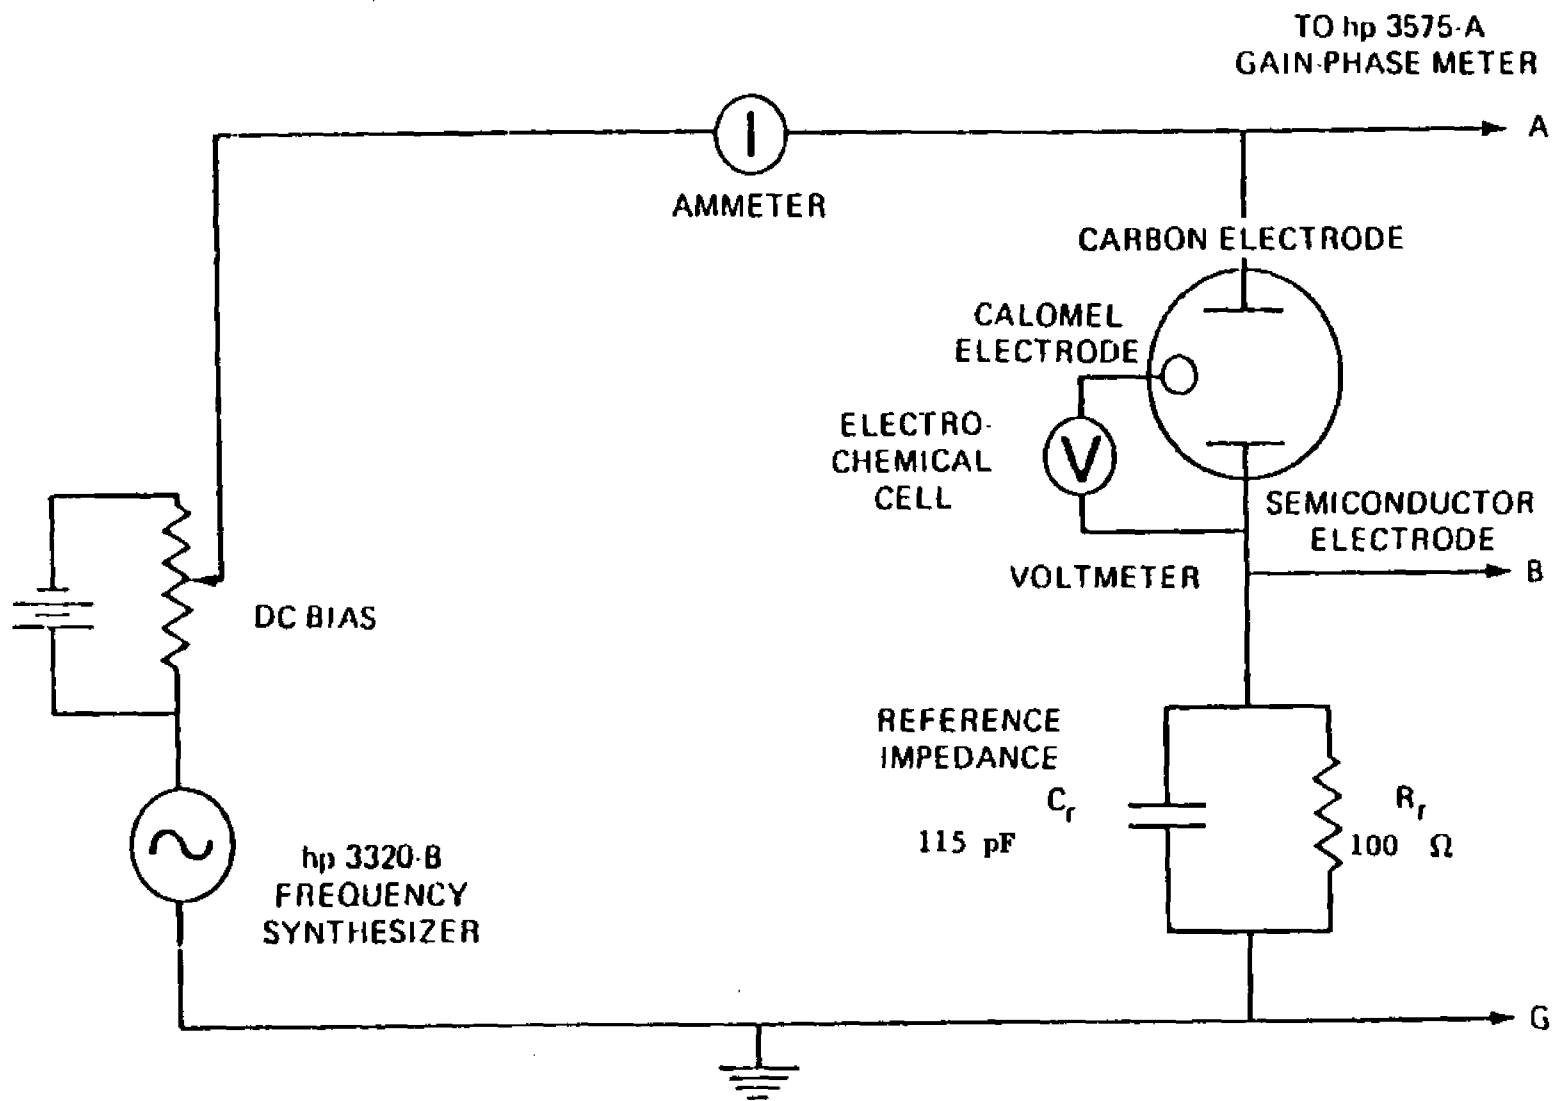 TO hp 3575-A
GAIN-PHASE METER
A
I
AMMETER
CARBON ELECTRODE
CALOMEL
ELECTRODE
ELECTRO-
CHEMICAL
CELL
V
SEMICONDUCTOR
ELECTRODE
VOLTMETER
B
DC BIAS
REFERENCE
IMPEDANCE
Cr
115 pF
Rr
100 Ω
hp 3320-B
FREQUENCY
SYNTHESIZER
G